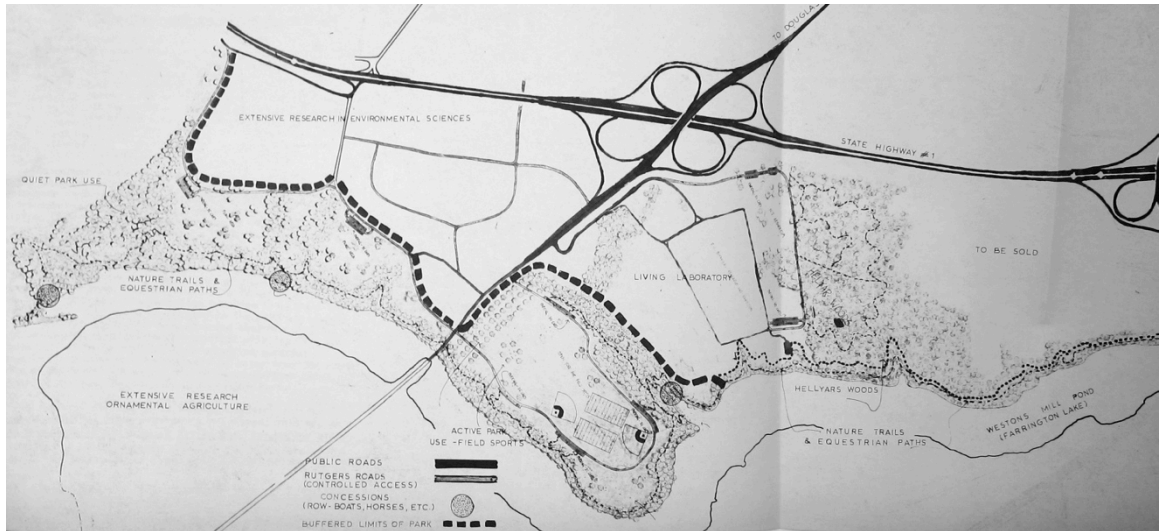 TO DOUGLAS
EXTENSIVE RESEARCH IN ENVIRONMENTAL SCIENCES
STATE HIGHWAY #1
QUIET PARK USE
TO BE SOLD
LIVING LABORATORY
NATURE TRAILS &
EQUESTRIAN PATHS
HELLYARS WOODS
EXTENSIVE RESEARCH
ORNAMENTAL AGRICULTURE
WESTONS MILL POND
(FARRINGTON LAKE)
ACTIVE PARK
USE - FIELD SPORTS
NATURE TRAILS
& EQUESTRIAN PATHS
PUBLIC ROADS
RUTGERS ROADS
(CONTROLLED ACCESS)
CONCESSIONS
(ROW-BOATS, HORSES, ETC.)
BUFFERED LIMITS OF PARK